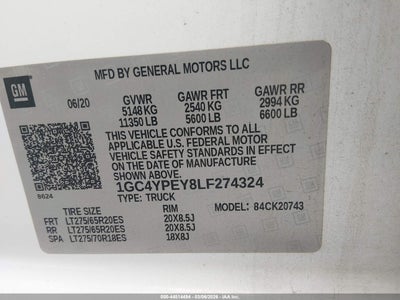 MFD BY GENERAL MOTORS LLC
GM
06/20
GVWR
5148 KG
11350 LB
GAWR FRT
2540 KG
5600 LB
GAWR RR
2994 KG
6600 LB
THIS VEHICLE CONFORMS TO ALL
APPLICABLE U.S. FEDERAL MOTOR
VEHICLE SAFETY STANDARDS IN
EFFECT ON THE DATE OF
MANUFACTURE SHOWN ABOVE.
1GC4YPEY8LF274324
TYPE: TRUCK
84CK20743
8624
TIRE SIZE RIM
FRT LT275/65R20ES 20X8.5J
RR LT275/65R20ES 20X8.5J
SPA LT275/70R18ES 18X8J